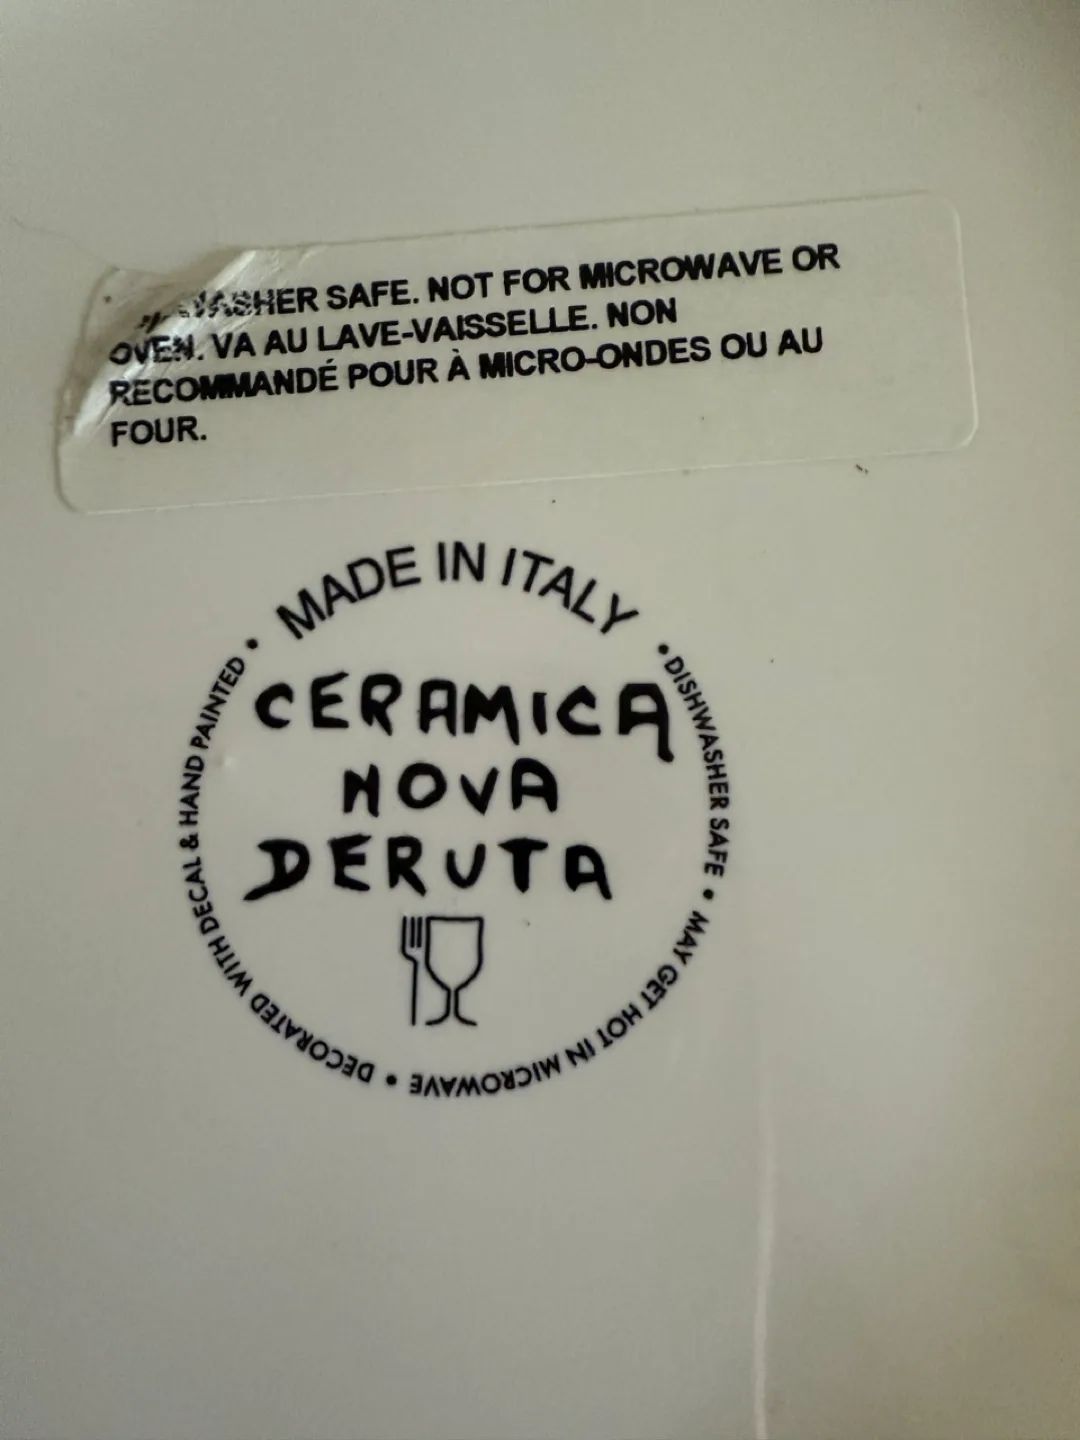 WASHER SAFE. NOT FOR MICROWAVE OR
OVEN. VA AU LAVE-VAISSELLE. NON
RECOMMANDÉ POUR À MICRO-ONDES OU AU
FOUR.
MADE IN ITALY
• DISHWASHER SAFE • MAY GET HOT IN MICROWAVE • DECORATED WITH DECAL & HAND PAINTED •
CERAMICA
NOVA
DERUTA